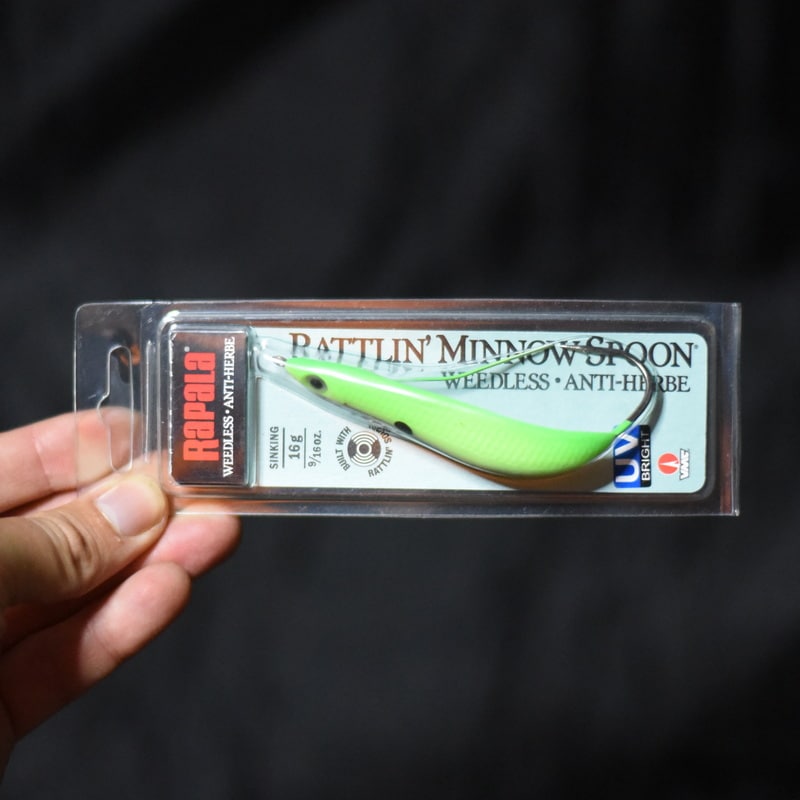 RATTLIN' MINNOW SPOON®
WEEDLESS • ANTI-HERBE
RAPALA®
WEEDLESS • ANTI-HERBE
SINKING
16 g
9/16 oz.
BUILT WITH
RATTLIN'
UV
BRIGHT
VMC